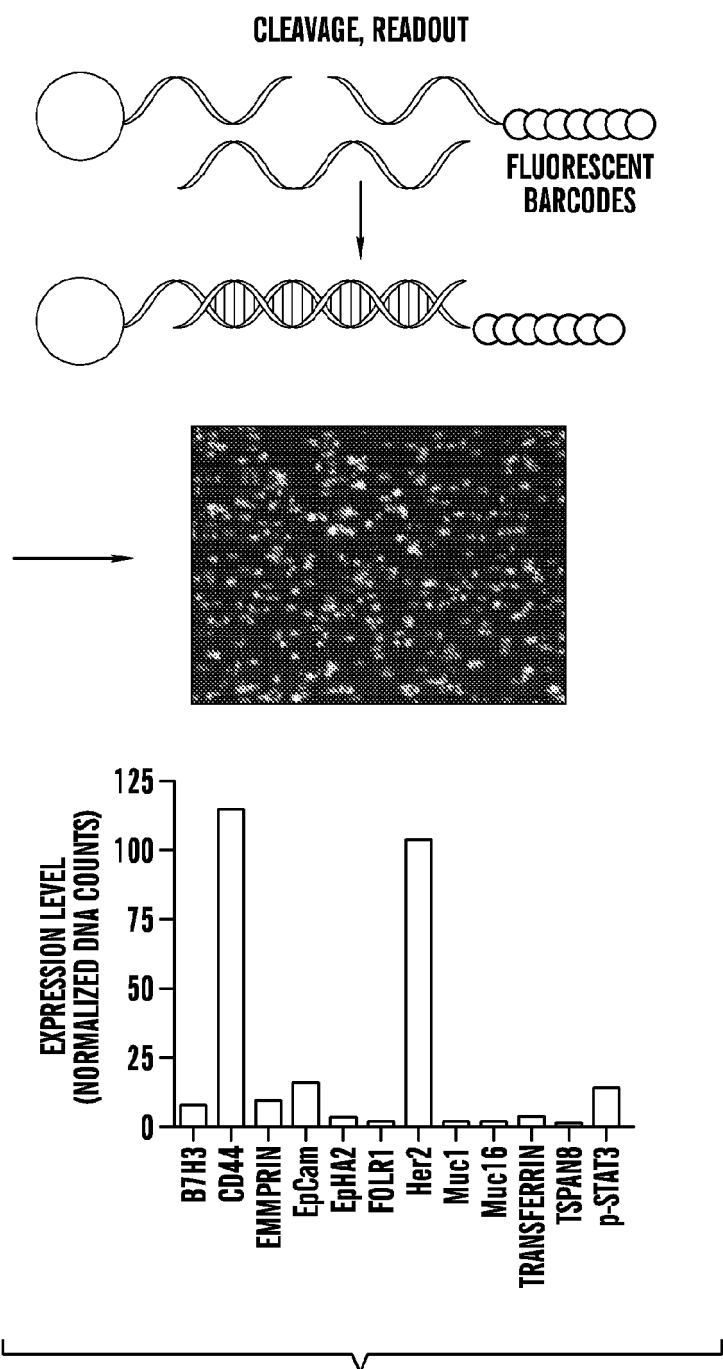 CLEAVAGE, READOUT
FLUORESCENT
BARCODES
EXPRESSION LEVEL
(NORMALIZED DNA COUNTS)
125
100
75
50
25
0
B7H3
CD44
EMMPRIN
EpCam
EpHA2
FOLR1
Her2
Muc1
Muc16
TRANSFERRIN
TSPAN8
p-STAT3